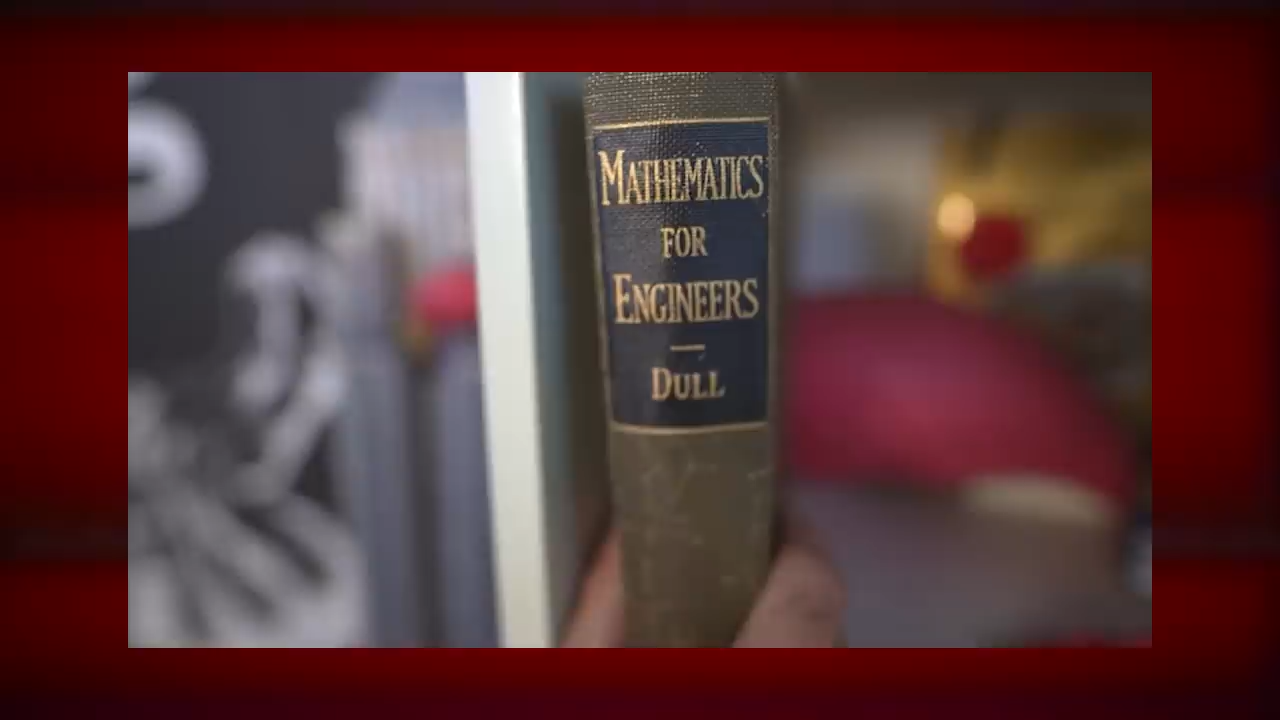 MATHEMATICS
FOR
ENGINEERS
—
DULL